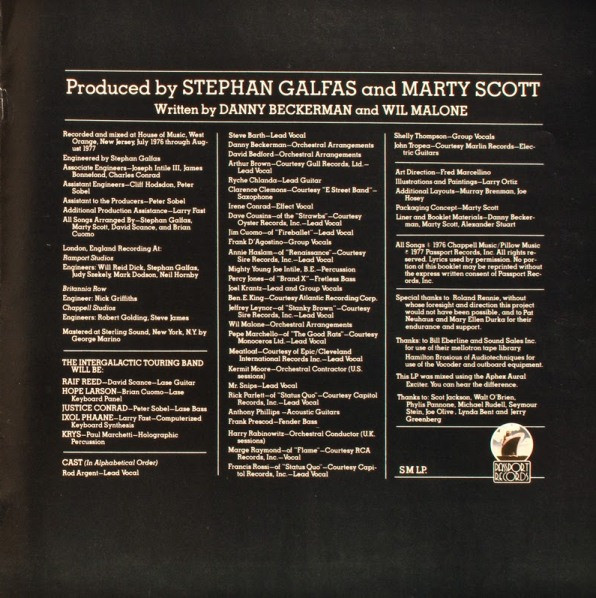 Produced by STEPHAN GALFAS and MARTY SCOTT
Written by DANNY BECKERMAN and WIL MALONE
Recorded and mixed at House of Music, West
Orange, New Jersey, July 1976 through Aug-
ust 1977
Engineered by Stephan Galfas
Associate Engineers—Joseph Intile III, James
Bonnefond, Charles Conrad
Assistant Engineers—Cliff Hodsdon, Peter
Sobel
Assistant to the Producers—Peter Sobel
Additional Production Assistance—Larry Fast
All Songs Arranged By—Stephan Galfas,
Marty Scott, David Scance, and Brian
Cuomo
London, England Recording At:
Ramport Studios
Engineers: Will Reid Dick, Stephan Galfas,
Judy Szekely, Mark Dodson, Neil Hornby
Britannia Row
Engineer: Nick Griffiths
Chappell Studios
Engineers: Robert Golding, Steve James
Mastered at Sterling Sound, New York, N.Y. by
George Marino
THE INTERGALACTIC TOURING BAND
WILL BE:
RAIF REED—David Scance—Lase Guitar
HOPE LARSON—Brian Cuomo—Lase
Keyboard Panel
JUSTICE CONRAD—Peter Sobel—Lase Bass
IXOL PHAANE—Larry Fast—Computerized
Keyboard Synthesis
KRYS—Paul Marchetti—Holographic
Percussion
CAST (In Alphabetical Order)
Rod Argent—Lead Vocal
Steve Barth—Lead Vocal
Danny Beckerman—Orchestral Arrangements
David Bedford—Orchestral Arrangements
Arthur Brown—Courtesy Gull Records, Ltd.—
Lead Vocal
Ryche Chlanda—Lead Guitar
Clarence Clemons—Courtesy "E Street Band"—
Saxophone
Irene Conrad—Effect Vocal
Dave Cousins—of the "Strawbs"—Courtesy
Oyster Records, Inc.—Lead Vocal
Jim Cuomo—of "Fireballet"—Lead Vocal
Frank D'Agostino—Group Vocals
Annie Haslam—of "Renaissance"—Courtesy
Sire Records, Inc.—Lead Vocal
Mighty Young Joe Intile, B.E.—Percussion
Percy Jones—of "Brand X"—Fretless Bass
Joel Krantz—Lead and Group Vocals
Ben. E. King—Courtesy Atlantic Recording Corp.
Jeffrey Leynor—of "Stanky Brown"—Courtesy
Sire Records, Inc.—Lead Vocal
Wil Malone—Orchestral Arrangements
Pepe Marchello—of "The Good Rats"—Courtesy
Monoceros Ltd.—Lead Vocal
Meatloaf—Courtesy of Epic/Cleveland
International Records Inc.—Lead Vocal
Kermit Moore—Orchestral Contractor (U.S.
sessions)
Mr. Snips—Lead Vocal
Rick Parfett—of "Status Quo"—Courtesy Capitol
Records, Inc.—Lead Vocal
Anthony Phillips—Acoustic Guitars
Frank Prescod—Fender Bass
Harry Rabinowitz—Orchestral Conductor (U.K.
sessions)
Marge Raymond—of "Flame"—Courtesy RCA
Records, Inc.—Vocal
Francis Rossi—of "Status Quo"—Courtesy Capi-
tol Records, Inc.—Lead Vocal
Shelly Thompson—Group Vocals
John Tropea—Courtesy Marlin Records—Elec-
tric Guitars
Art Direction—Fred Marcellino
Illustrations and Paintings—Larry Ortiz
Additional Layouts—Murray Brenman, Joe
Hosey
Packaging Concept—Marty Scott
Liner and Booklet Materials—Danny Becker-
man, Marty Scott, Alexander Stuart
All Songs 1976 Chappell Music/Pillow Music
1977 Passport Records, Inc. All rights re-
served. Lyrics used by permission. No por-
tion of this booklet may be reprinted without
the express written consent of Passport Rec-
ords, Inc.
Special thanks to Roland Rennie, without
whose foresight and direction this project
would not have been possible, and to Pat
Neuhaus and Mary Ellen Durka for their
endurance and support.
Thanks: to Bill Eberline and Sound Sales Inc.
for use of their mellotron tape library
Hamilton Brosious of Audiotechniques for
use of the Vocoder and outboard equipment.
This LP was mixed using the Aphex Aural
Exciter. You can hear the difference.
Thanks to: Scot Jackson, Walt O'Brien,
Phylis Pannone, Michael Rudell, Seymour
Stein, Joe Olive, Lynda Bent and Jerry
Greenberg
SMLP.
PASSPORT
RECORDS